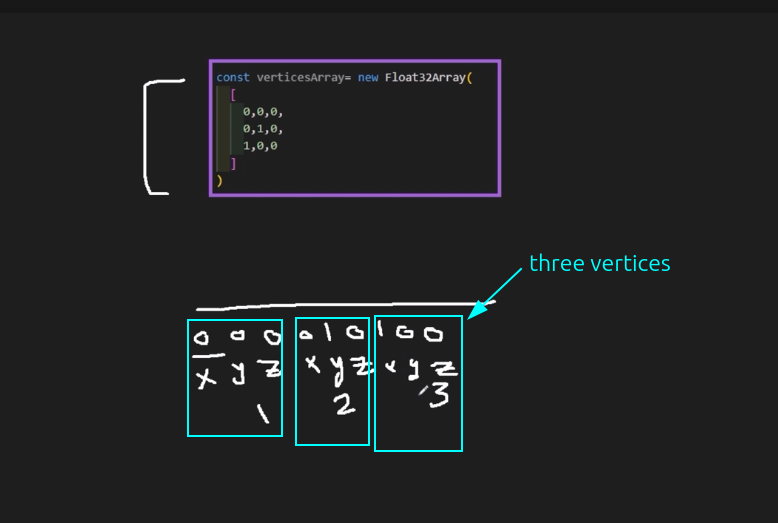 const verticesArray= new Float32Array(
[
0,0,0,
0,1,0,
1,0,0
]
)
three vertices
0 0 0 0 1 0 1 0 0
x y z x y z x y z
1 2 3